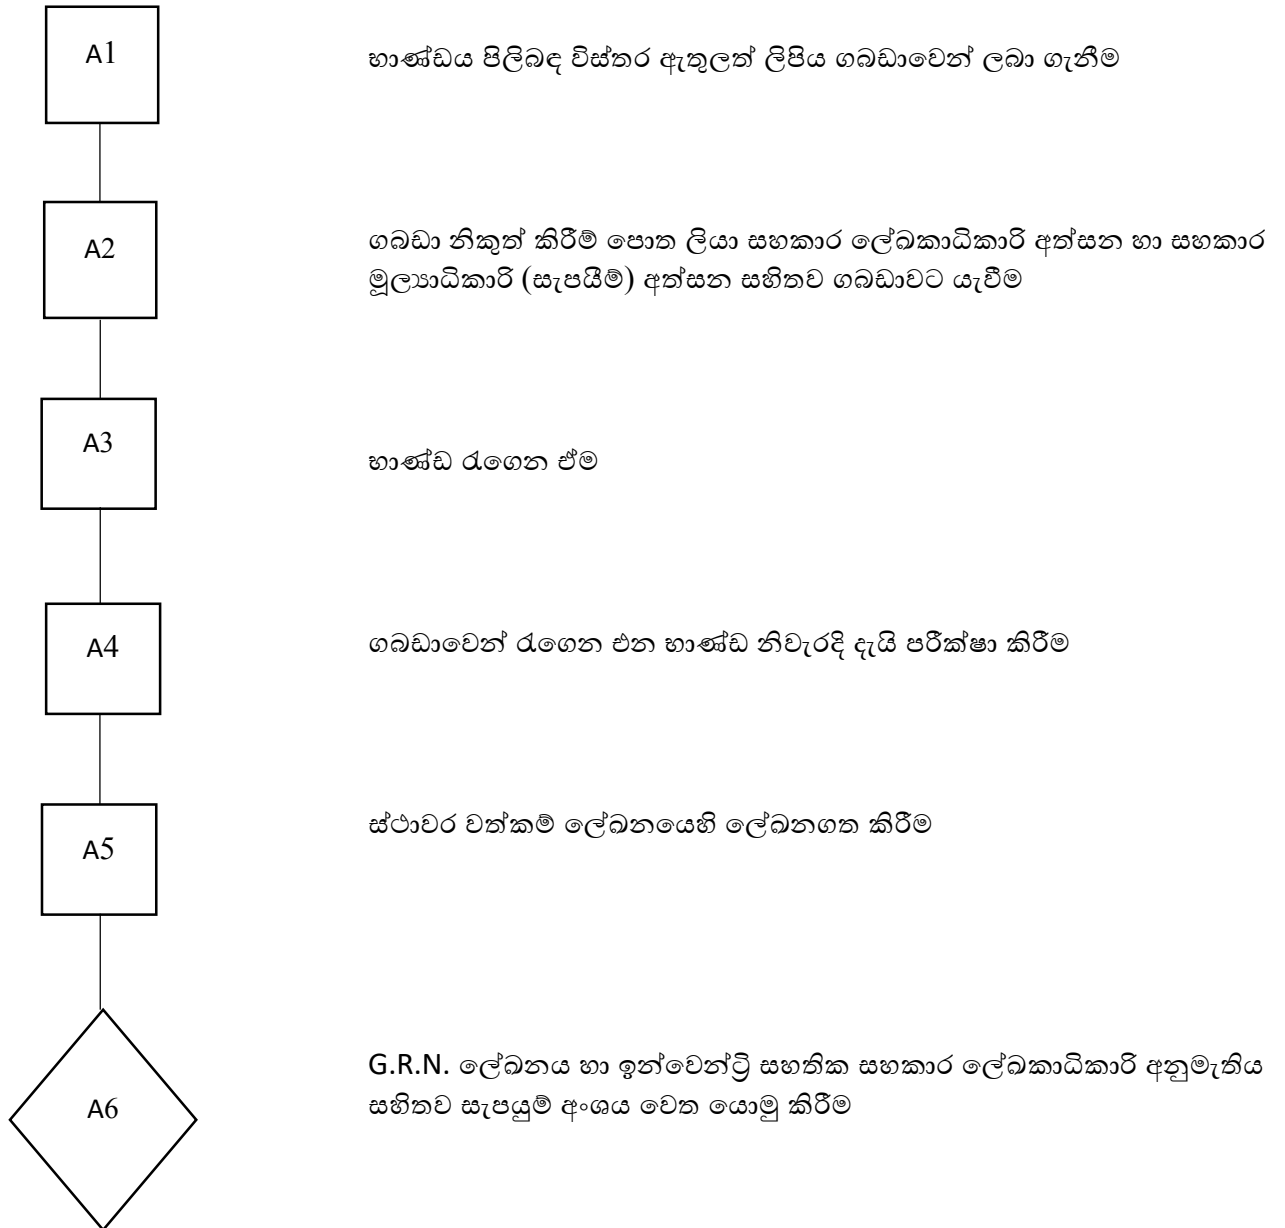 A1
භාණ්ඩය පිලිබඳ විස්තර ඇතුලත් ලිපිය ගබඩාවෙන් ලබා ගැනීම
A2
ගබඩා නිකුත් කිරීම් පොත ලියා සහකාර ලේඛකාධිකාරි අත්සන හා සහකාර
මූල්‍යාධිකාරි (සැපයීම්) අත්සන සහිතව ගබඩාවට යැවීම
A3
භාණ්ඩ රැගෙන ඒම
A4
ගබඩාවෙන් රැගෙන එන භාණ්ඩ නිවැරදි දැයි පරීක්ෂා කිරීම
A5
ස්ථාවර වත්කම් ලේඛනයෙහි ලේඛනගත කිරීම
A6
G.R.N. ලේඛනය හා ඉන්වෙන්ට්‍රි සහතික සහකාර ලේඛකාධිකාරි අනුමැතිය
සහිතව සැපයුම් අංශය වෙත යොමු කිරීම